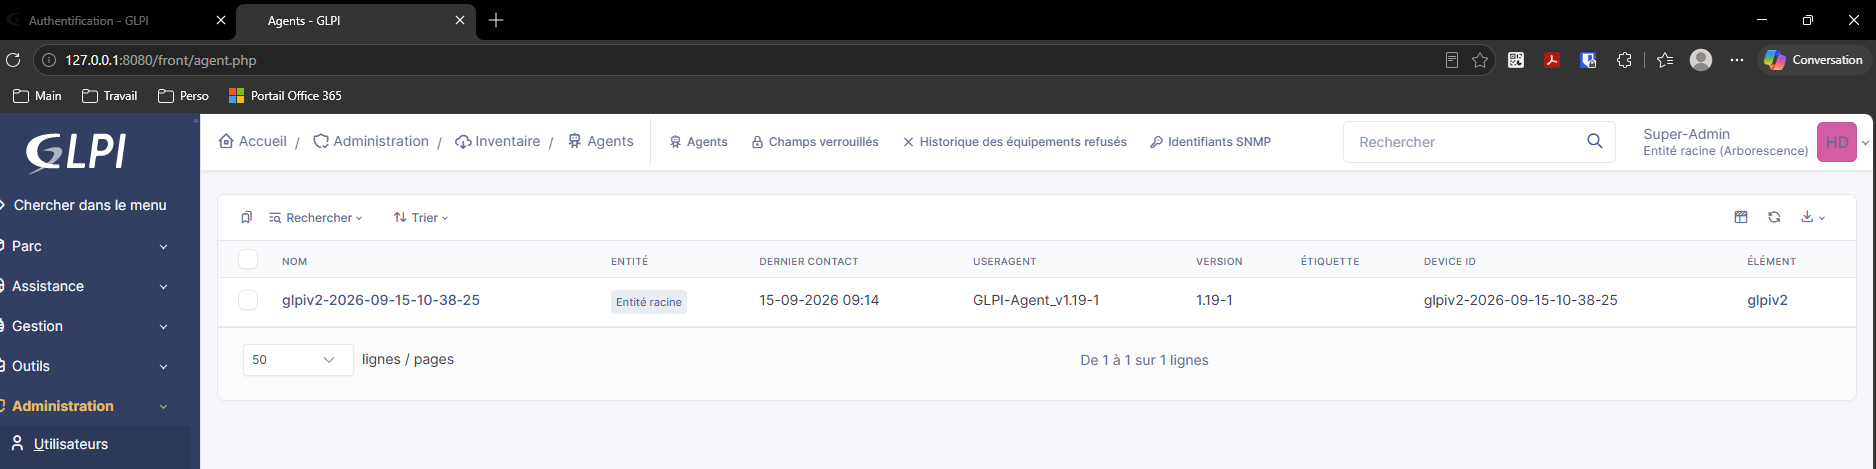 Authentification - GLPI
Agents - GLPI
127.0.0.1:8080/front/agent.php
Conversation
Main
Travail
Perso
Portail Office 365
GLPI
Accueil / Administration / Inventaire / Agents
Agents
Champs verrouillés
Historique des équipements refusés
Identifiants SNMP
Rechercher
Super-Admin
Entité racine (Arborescence)
HD
Chercher dans le menu
Parc
Assistance
Gestion
Outils
Administration
Utilisateurs
Rechercher
Trier
NOM ENTITÉ DERNIER CONTACT USERAGENT VERSION ÉTIQUETTE DEVICE ID ÉLÉMENT
glpiv2-2026-09-15-10-38-25 Entité racine 15-09-2026 09:14 GLPI-Agent_v1.19-1 1.19-1 glpiv2-2026-09-15-10-38-25 glpiv2
50 lignes / pages
De 1 à 1 sur 1 lignes